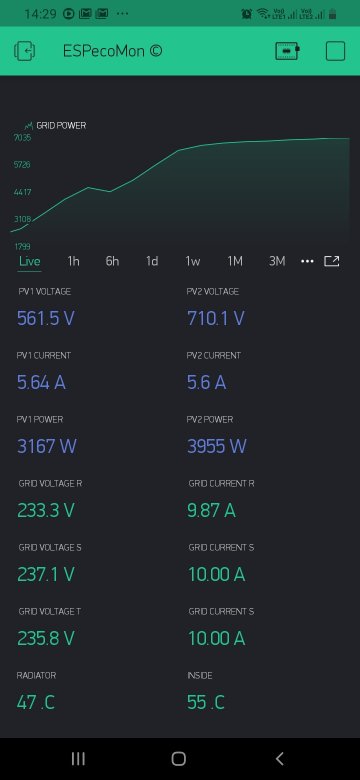 14:29
VoD LTE1 VoD LTE2
ESPecoMon ©
GRID POWER
7035
5726
4417
3108
1799
Live 1h 6h 1d 1w 1M 3M
PV1 VOLTAGE PV2 VOLTAGE
561.5 V 710.1 V
PV1 CURRENT PV2 CURRENT
5.64 A 5.6 A
PV1 POWER PV2 POWER
3167 W 3955 W
GRID VOLTAGE R GRID CURRENT R
233.3 V 9.87 A
GRID VOLTAGE S GRID CURRENT S
237.1 V 10.00 A
GRID VOLTAGE T GRID CURRENT S
235.8 V 10.00 A
RADIATOR INSIDE
47 .C 55 .C